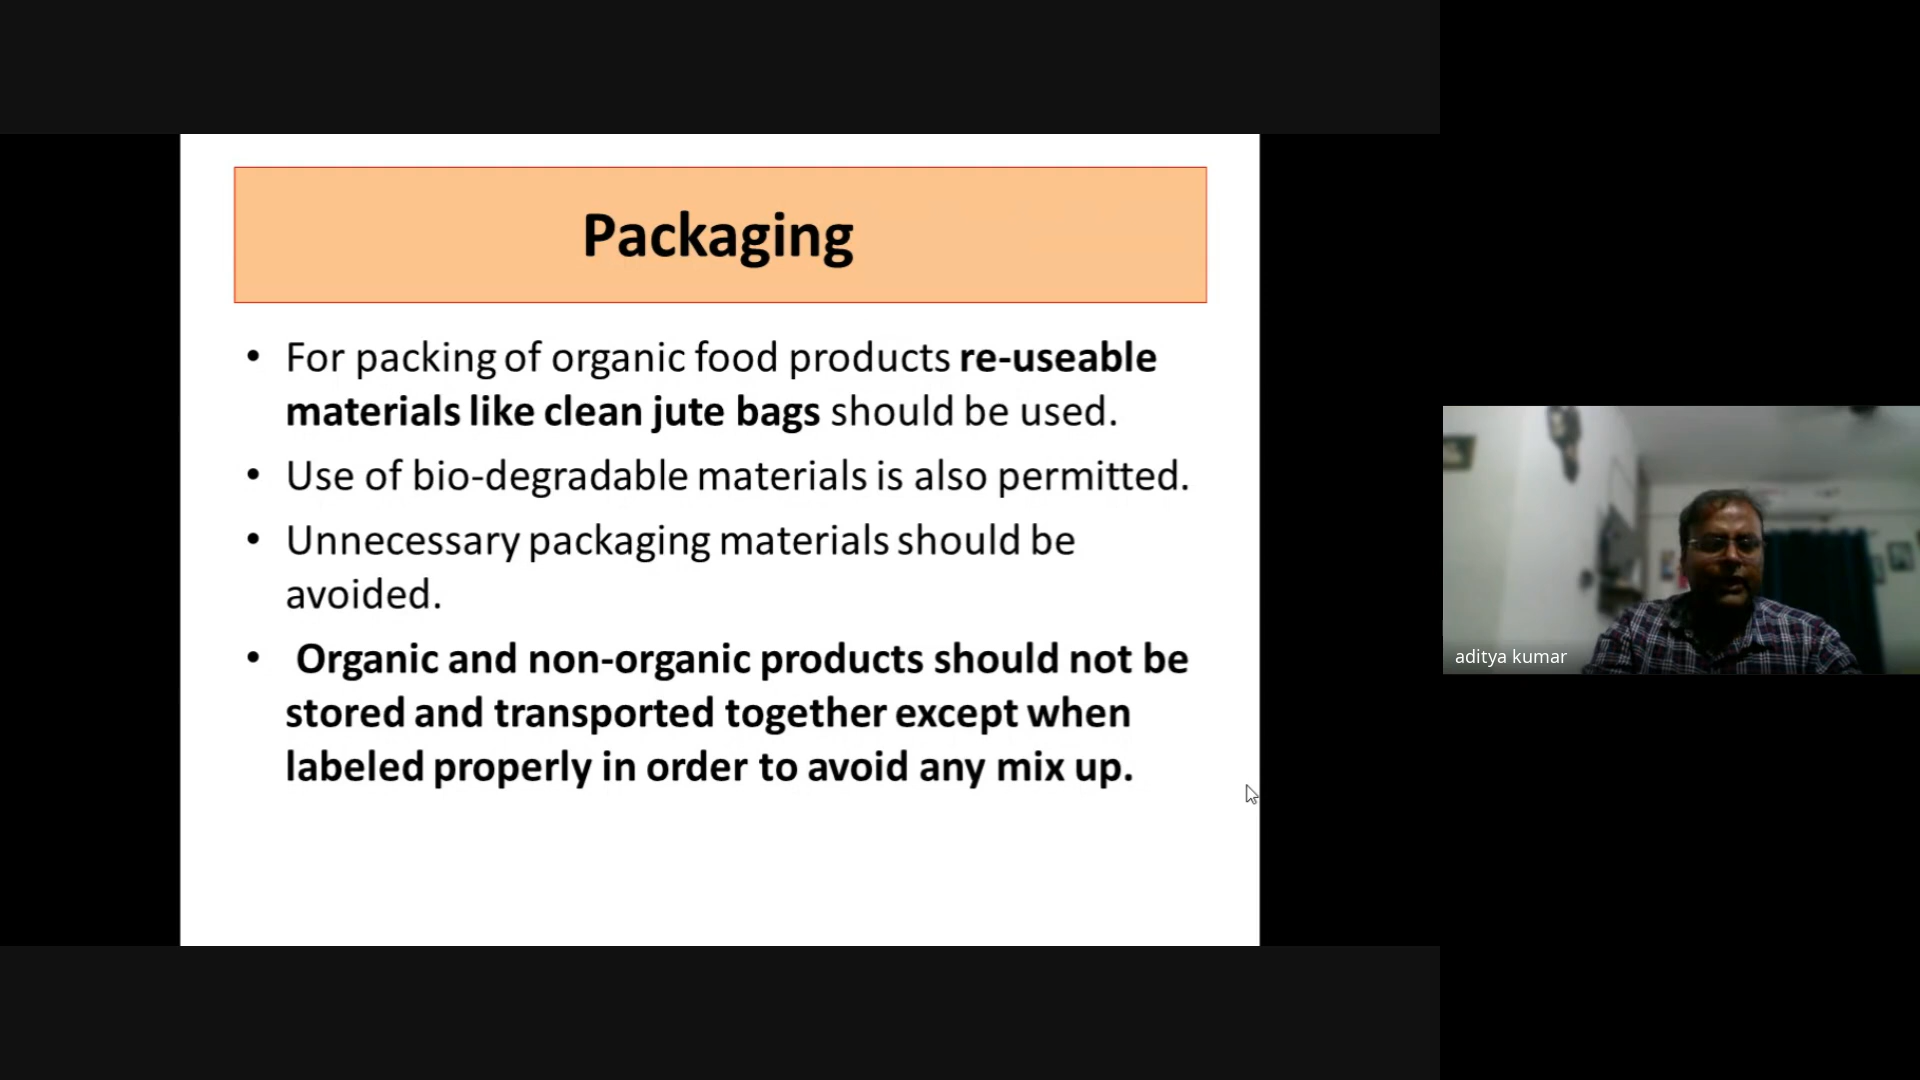 Packaging
• For packing of organic food products re-useable
materials like clean jute bags should be used.
• Use of bio-degradable materials is also permitted.
• Unnecessary packaging materials should be
avoided.
• Organic and non-organic products should not be
stored and transported together except when
labeled properly in order to avoid any mix up.
aditya kumar